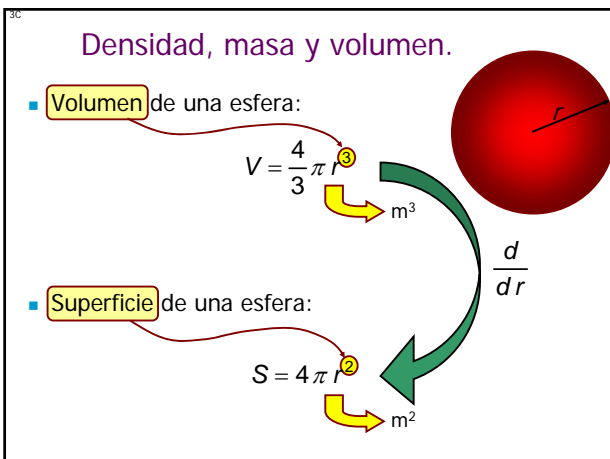 3C
Densidad, masa y volumen.
Volumen de una esfera:
r
V = 4/3 π r³
m³
d/dr
Superficie de una esfera:
S = 4 π r²
m²